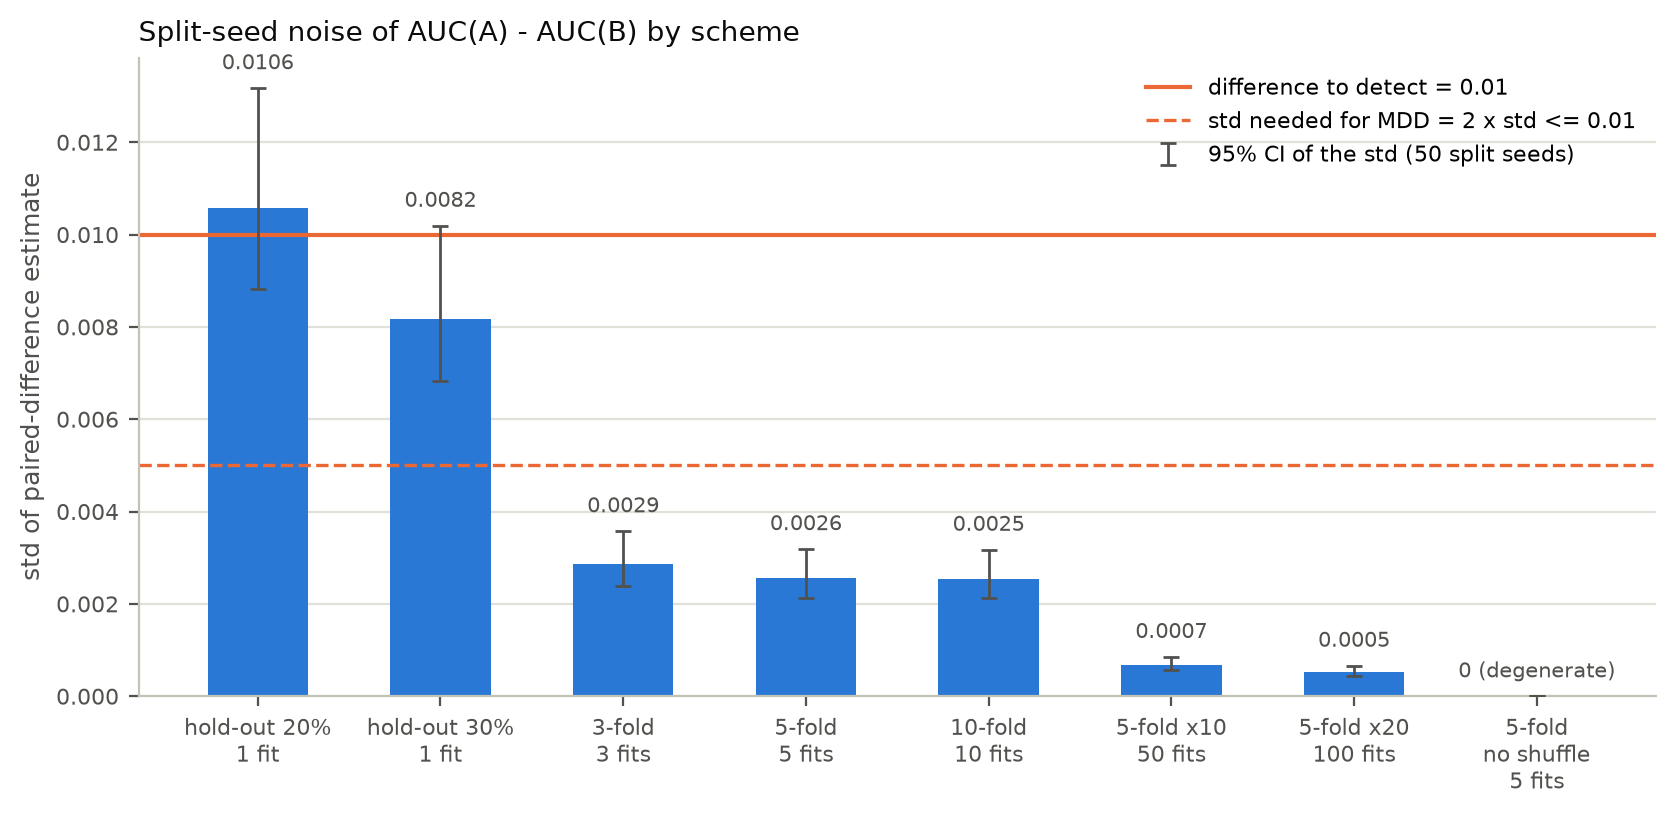 Split-seed noise of AUC(A) - AUC(B) by scheme
difference to detect = 0.01
std needed for MDD = 2 x std <= 0.01
95% CI of the std (50 split seeds)
std of paired-difference estimate
0.012
0.010
0.008
0.006
0.004
0.002
0.000
0.0106
0.0082
0.0029
0.0026
0.0025
0.0007
0.0005
0 (degenerate)
hold-out 20%
1 fit
hold-out 30%
1 fit
3-fold
3 fits
5-fold
5 fits
10-fold
10 fits
5-fold x10
50 fits
5-fold x20
100 fits
5-fold
no shuffle
5 fits